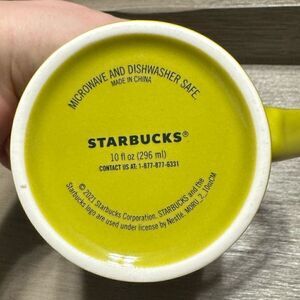 MICROWAVE AND DISHWASHER SAFE
MADE IN CHINA
STARBUCKS®
10 fl oz (296 ml)
CONTACT US AT: 1-877-877-6331
© 2021 Starbucks Corporation. STARBUCKS and the
Starbucks logo are used under license by Nestlé.